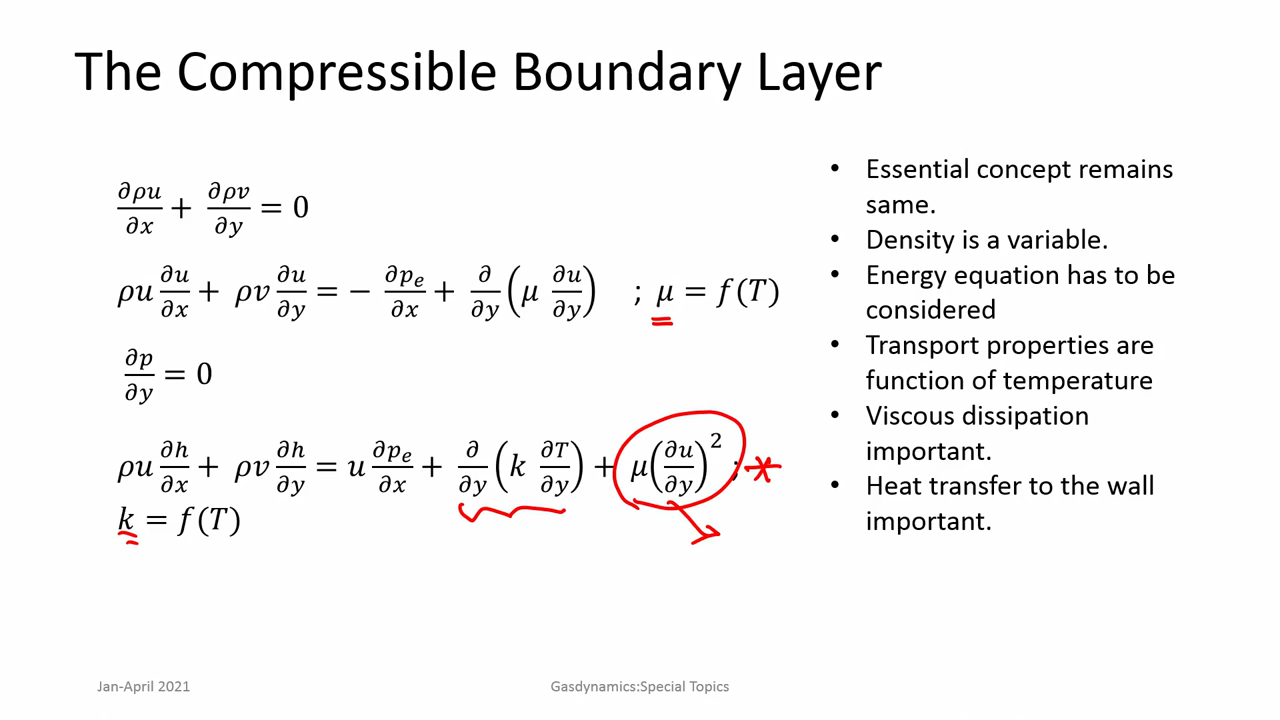 The Compressible Boundary Layer
∂ρu/∂x + ∂ρv/∂y = 0
ρu ∂u/∂x + ρv ∂u/∂y = − ∂pₑ/∂x + ∂/∂y (μ ∂u/∂y) ; μ = f(T)
∂p/∂y = 0
ρu ∂h/∂x + ρv ∂h/∂y = u ∂pₑ/∂x + ∂/∂y (k ∂T/∂y) + μ(∂u/∂y)² ; *
k = f(T)
• Essential concept remains
same.
• Density is a variable.
• Energy equation has to be
considered
• Transport properties are
function of temperature
• Viscous dissipation
important.
• Heat transfer to the wall
important.
Jan-April 2021
Gasdynamics:Special Topics